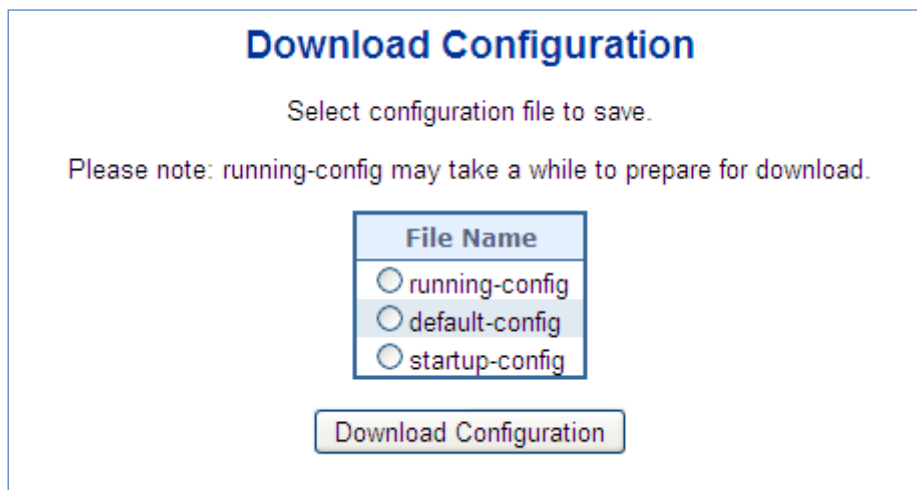 Download Configuration
Select configuration file to save.
Please note: running-config may take a while to prepare for download.
File Name
running-config
default-config
startup-config
Download Configuration